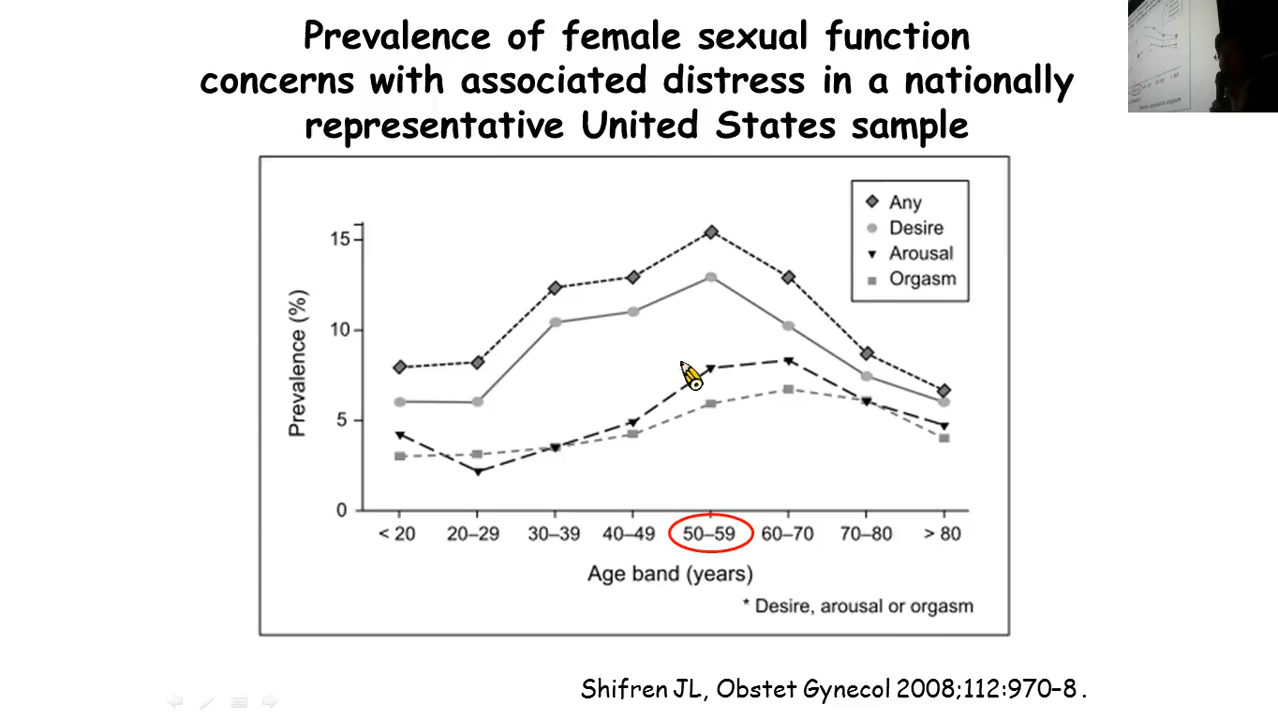 Prevalence of female sexual function
concerns with associated distress in a nationally
representative United States sample
Any
Desire
Arousal
Orgasm
Prevalence (%)
15
10
5
0
< 20
20–29
30–39
40–49
50–59
60–70
70–80
> 80
Age band (years)
* Desire, arousal or orgasm
Shifren JL, Obstet Gynecol 2008;112:970–8.